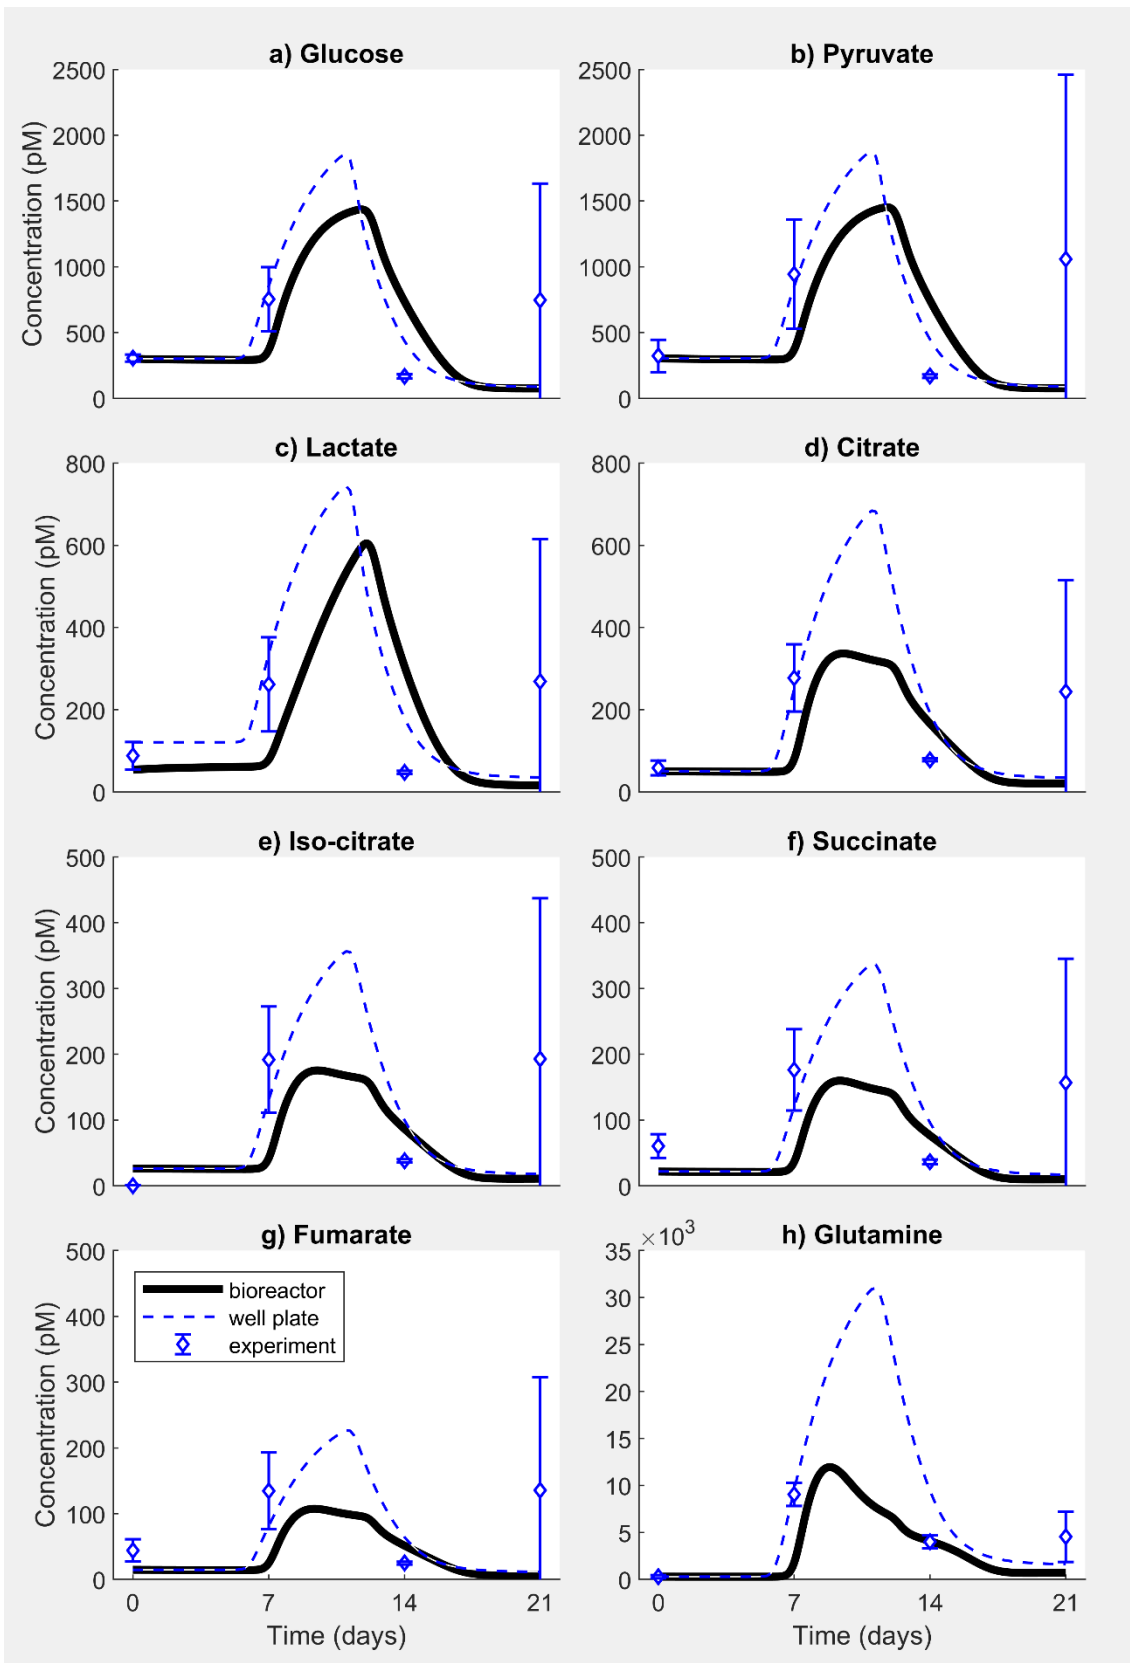 a) Glucose
2500
2000
1500
1000
500
0
Concentration (pM)
b) Pyruvate
2500
2000
1500
1000
500
0
c) Lactate
800
600
400
200
0
Concentration (pM)
d) Citrate
800
600
400
200
0
e) Iso-citrate
500
400
300
200
100
0
Concentration (pM)
f) Succinate
500
400
300
200
100
0
g) Fumarate
500
400
300
200
100
0
Concentration (pM)
bioreactor
well plate
experiment
0 7 14 21
Time (days)
h) Glutamine
×10³
35
30
25
20
15
10
5
0
0 7 14 21
Time (days)